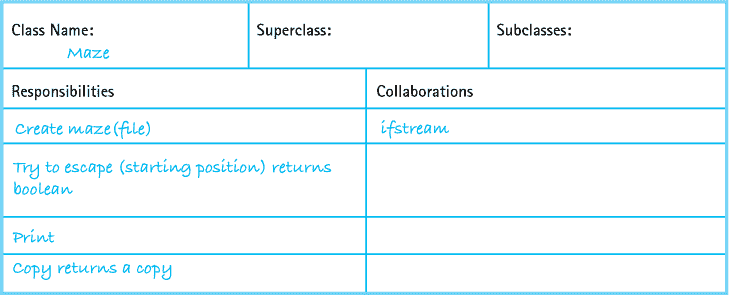 Class Name:
Superclass:
Subclasses:
Maze
Responsibilities
Collaborations
Create maze(file)
ifstream
Try to escape (starting position) returns
boolean
Print
Copy returns a copy